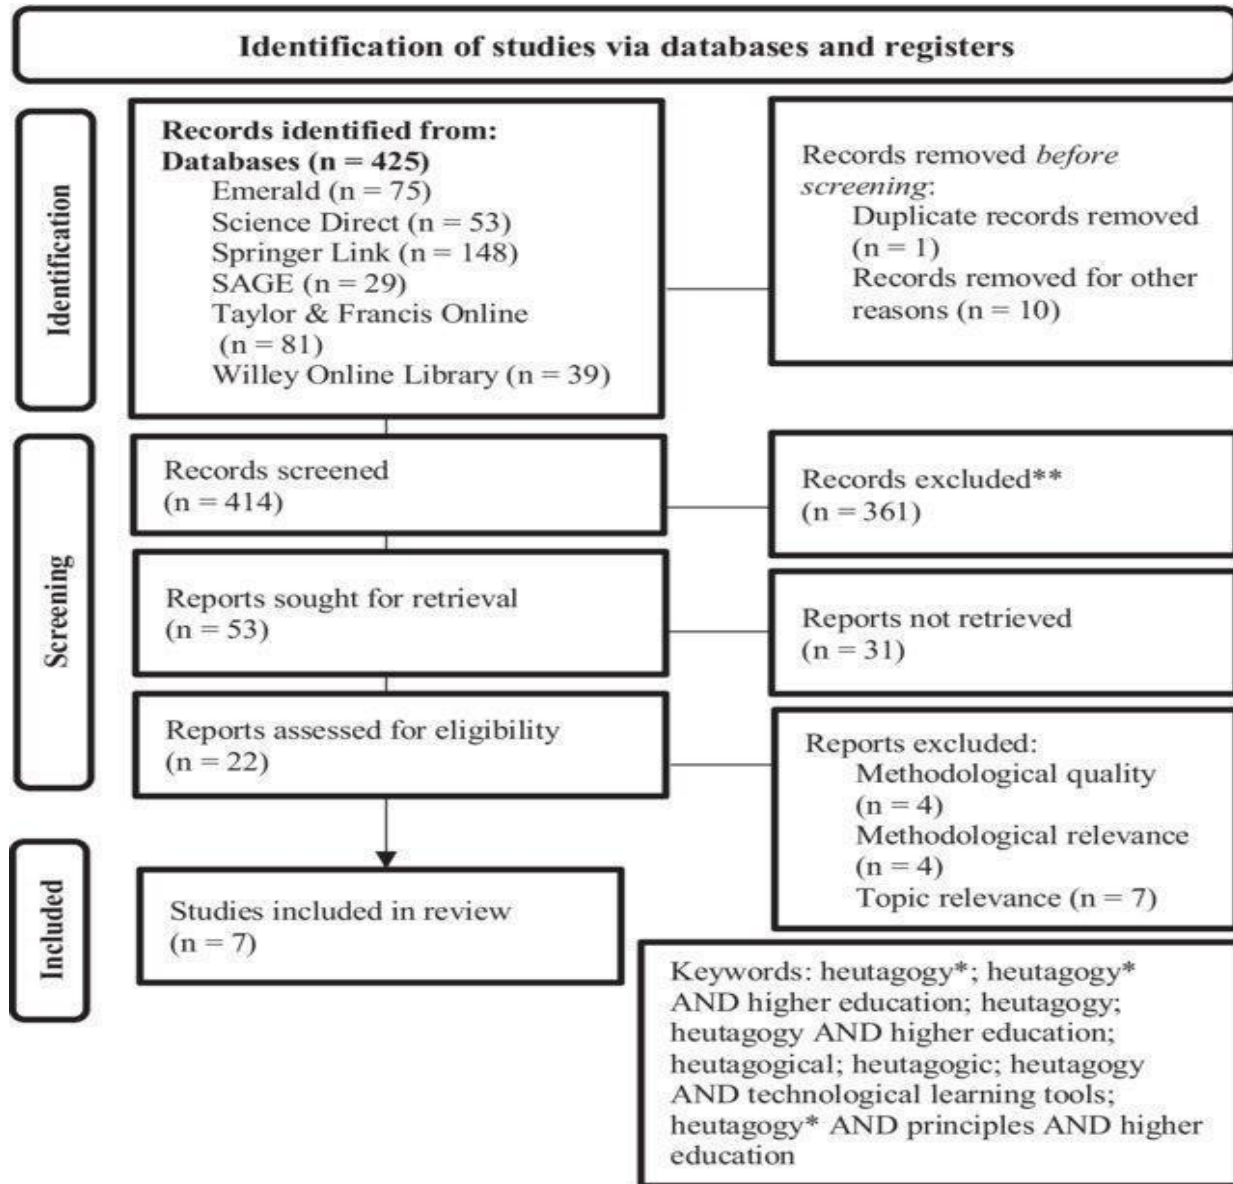 Identification of studies via databases and registers
Identification
Records identified from:
Databases (n = 425)
Emerald (n = 75)
Science Direct (n = 53)
Springer Link (n = 148)
SAGE (n = 29)
Taylor & Francis Online
(n = 81)
Willey Online Library (n = 39)
Records removed before
screening:
Duplicate records removed
(n = 1)
Records removed for other
reasons (n = 10)
Screening
Records screened
(n = 414)
Records excluded**
(n = 361)
Reports sought for retrieval
(n = 53)
Reports not retrieved
(n = 31)
Reports assessed for eligibility
(n = 22)
Reports excluded:
Methodological quality
(n = 4)
Methodological relevance
(n = 4)
Topic relevance (n = 7)
Included
Studies included in review
(n = 7)
Keywords: heutagogy*; heutagogy*
AND higher education; heutagogy;
heutagogy AND higher education;
heutagogical; heutagogic; heutagogy
AND technological learning tools;
heutagogy* AND principles AND higher
education